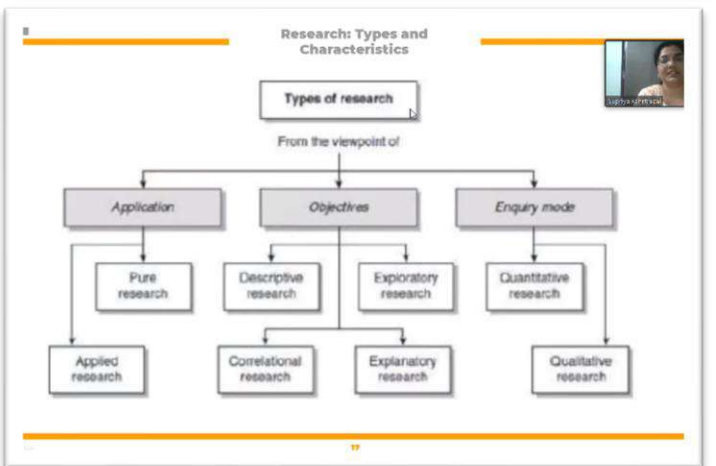 Research: Types and
Characteristics
Types of research
From the viewpoint of
Application
Objectives
Enquiry mode
Pure
research
Descriptive
research
Exploratory
research
Quantitative
research
Applied
research
Correlational
research
Explanatory
research
Qualitative
research